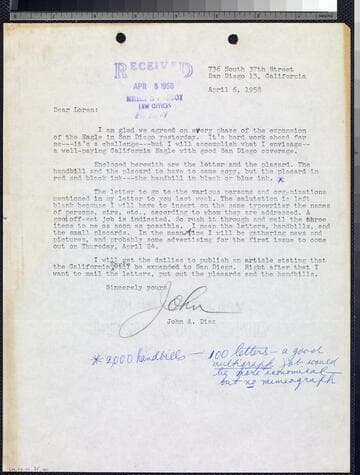 736 South 37th Street
San Diego 13, California
April 6, 1958
RECEIVED
APR 8 1958
LAW OFFICES
Dear Loren:
I am glad we agreed on every phase of the expansion
of the Eagle in San Diego yesterday. It's hard work ahead for
me---it's a challenge---but I will accomplish what I envisage--
a well-paying California Eagle with good San Diego coverage.
Enclosed herewith are the letter and the placard. The
handbill and the placard to have same copy, but the placard in
red and black ink---the handbill in black or blue ink. *
The letter to go to the various persons and organizations
mentioned in my letter to you last week. The salutation is left
blank because I will have to insert on the same typewriter the names
of persons, etc., according to whom they are addressed. A
off-set job is indicated. So rush it through and mail the three
items to me as soon as possible. I mean the letters, handbills, and
the small placards. In the meantime I will be gathering news and
pictures, and probably some advertising for the first issue to come
out on Thursday, April 24.
I will get the dailies to publish an article stating that
the California Eagle will be expanded to San Diego. Right after that I
want to mail the letters, put out the placards and the handbills.
Sincerely yours,
John
John R. Diaz
* 2,000 handbills — 100 letters - a good
multigraph job would
be more economical -
but no mimeograph